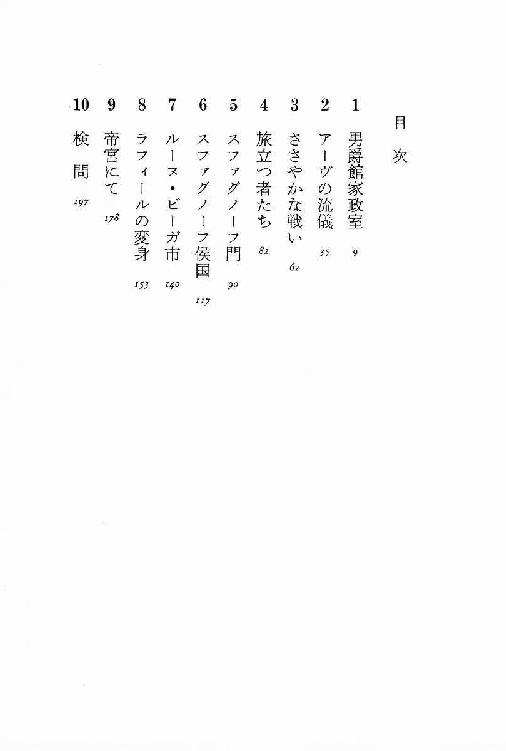 目次
1 男爵館家政室 9
2 アーヴの流儀 35
3 ささやかな戦い 62
4 旅立つ者たち 82
5 スファグノーフ門 90
6 スファグノーフ侯国 117
7 ルーヌ・ビーガ市 140
8 ラフィールの変身 153
9 帝宮にて 178
10 検問 197